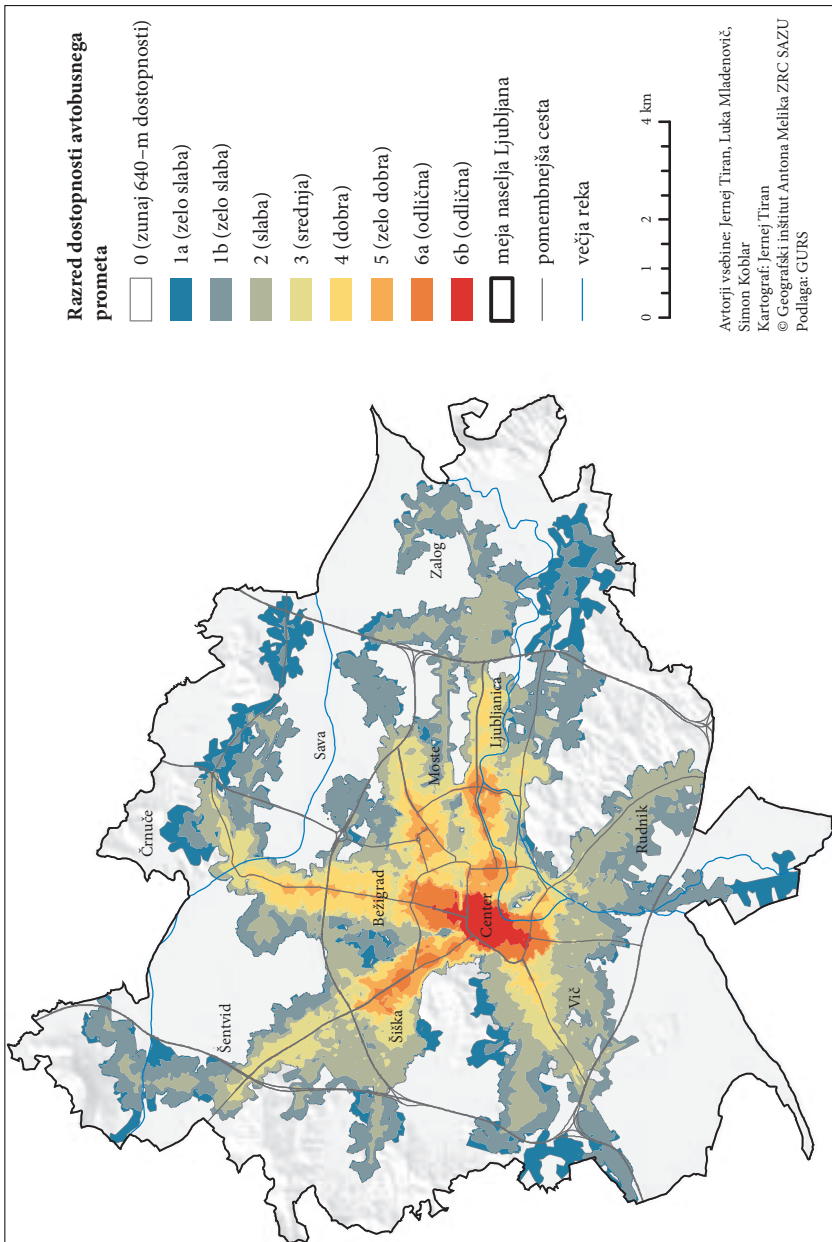 Razred dostopnosti avtobusnega
prometa
0 (zunaj 640–m dostopnosti)
1a (zelo slaba)
1b (zelo slaba)
2 (slaba)
3 (srednja)
4 (dobra)
5 (zelo dobra)
6a (odlična)
6b (odlična)
meja naselja Ljubljana
pomembnejša cesta
večja reka
0 1 2 4 km
Avtorji vsebine: Jernej Tiran, Luka Mladenovič,
Simon Koblar
Kartograf: Jernej Tiran
© Geografski inštitut Antona Melika ZRC SAZU
Podlaga: GURS
Črnuče
Sava
Šentvid
Bežigrad
Šiška
Moste
Zalog
Center
Ljubljanica
Vič
Rudnik